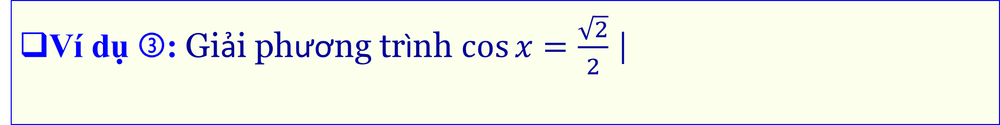 ❑Ví dụ ③: Giải phương trình cos x = √2/2 |